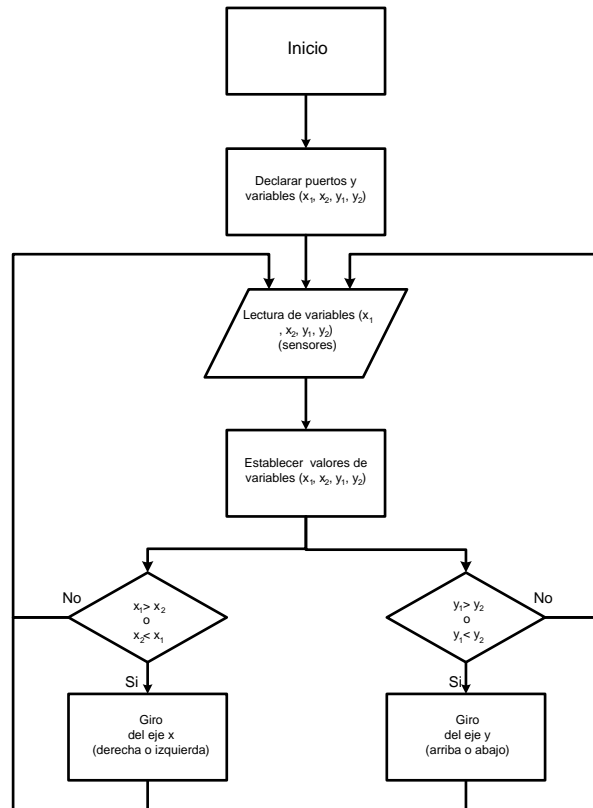 Inicio
Declarar puertos y
variables (x₁, x₂, y₁, y₂)
Lectura de variables (x₁
, x₂, y₁, y₂)
(sensores)
Establecer valores de
variables (x₁, x₂, y₁, y₂)
No
x₁> x₂
o
x₂< x₁
Si
Giro
del eje x
(derecha o izquierda)
y₁> y₂
o
y₁< y₂
No
Si
Giro
del eje y
(arriba o abajo)